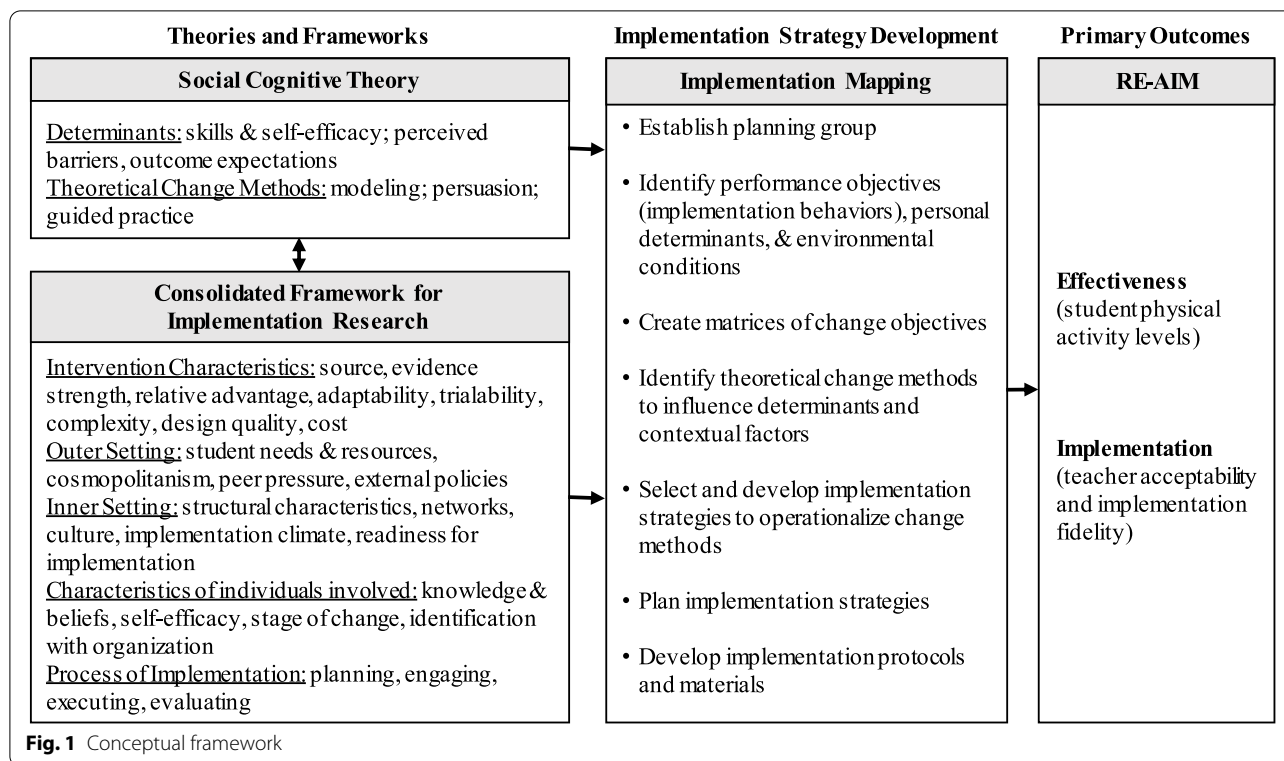 Theories and Frameworks
Social Cognitive Theory
Determinants: skills & self-efficacy; perceived
barriers, outcome expectations
Theoretical Change Methods: modeling; persuasion;
guided practice
Consolidated Framework for
Implementation Research
Intervention Characteristics: source, evidence
strength, relative advantage, adaptability, trialability,
complexity, design quality, cost
Outer Setting: student needs & resources,
cosmopolitanism, peer pressure, external policies
Inner Setting: structural characteristics, networks,
culture, implementation climate, readiness for
implementation
Characteristics of individuals involved: knowledge &
beliefs, self-efficacy, stage of change, identification
with organization
Process of Implementation: planning, engaging,
executing, evaluating
Implementation Strategy Development
Implementation Mapping
• Establish planning group
• Identify performance objectives
(implementation behaviors), personal
determinants, & environmental
conditions
• Create matrices of change objectives
• Identify theoretical change methods
to influence determinants and
contextual factors
• Select and develop implementation
strategies to operationalize change
methods
• Plan implementation strategies
• Develop implementation protocols
and materials
Primary Outcomes
RE-AIM
Effectiveness
(student physical
activity levels)
Implementation
(teacher acceptability
and implementation
fidelity)
Fig. 1 Conceptual framework